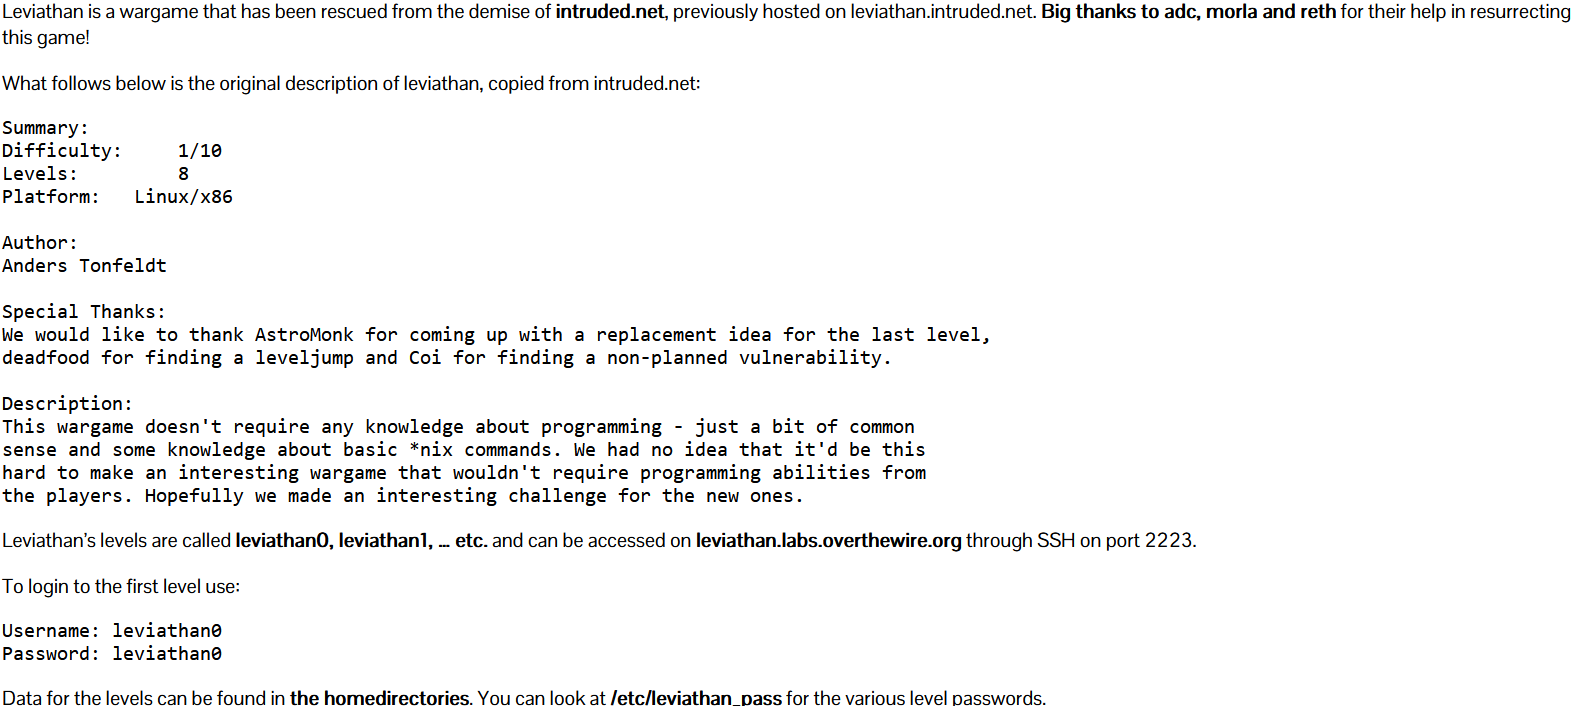 Leviathan is a wargame that has been rescued from the demise of intruded.net, previously hosted on leviathan.intruded.net. Big thanks to adc, morla and reth for their help in resurrecting
this game!
What follows below is the original description of leviathan, copied from intruded.net:
Summary:
Difficulty:     1/10
Levels:         8
Platform:   Linux/x86
Author:
Anders Tonfeldt
Special Thanks:
We would like to thank AstroMonk for coming up with a replacement idea for the last level,
deadfood for finding a leveljump and Coi for finding a non-planned vulnerability.
Description:
This wargame doesn't require any knowledge about programming - just a bit of common
sense and some knowledge about basic *nix commands. We had no idea that it'd be this
hard to make an interesting wargame that wouldn't require programming abilities from
the players. Hopefully we made an interesting challenge for the new ones.
Leviathan’s levels are called leviathan0, leviathan1, … etc. and can be accessed on leviathan.labs.overthewire.org through SSH on port 2223.
To login to the first level use:
Username: leviathan0
Password: leviathan0
Data for the levels can be found in the homedirectories. You can look at /etc/leviathan_pass for the various level passwords.